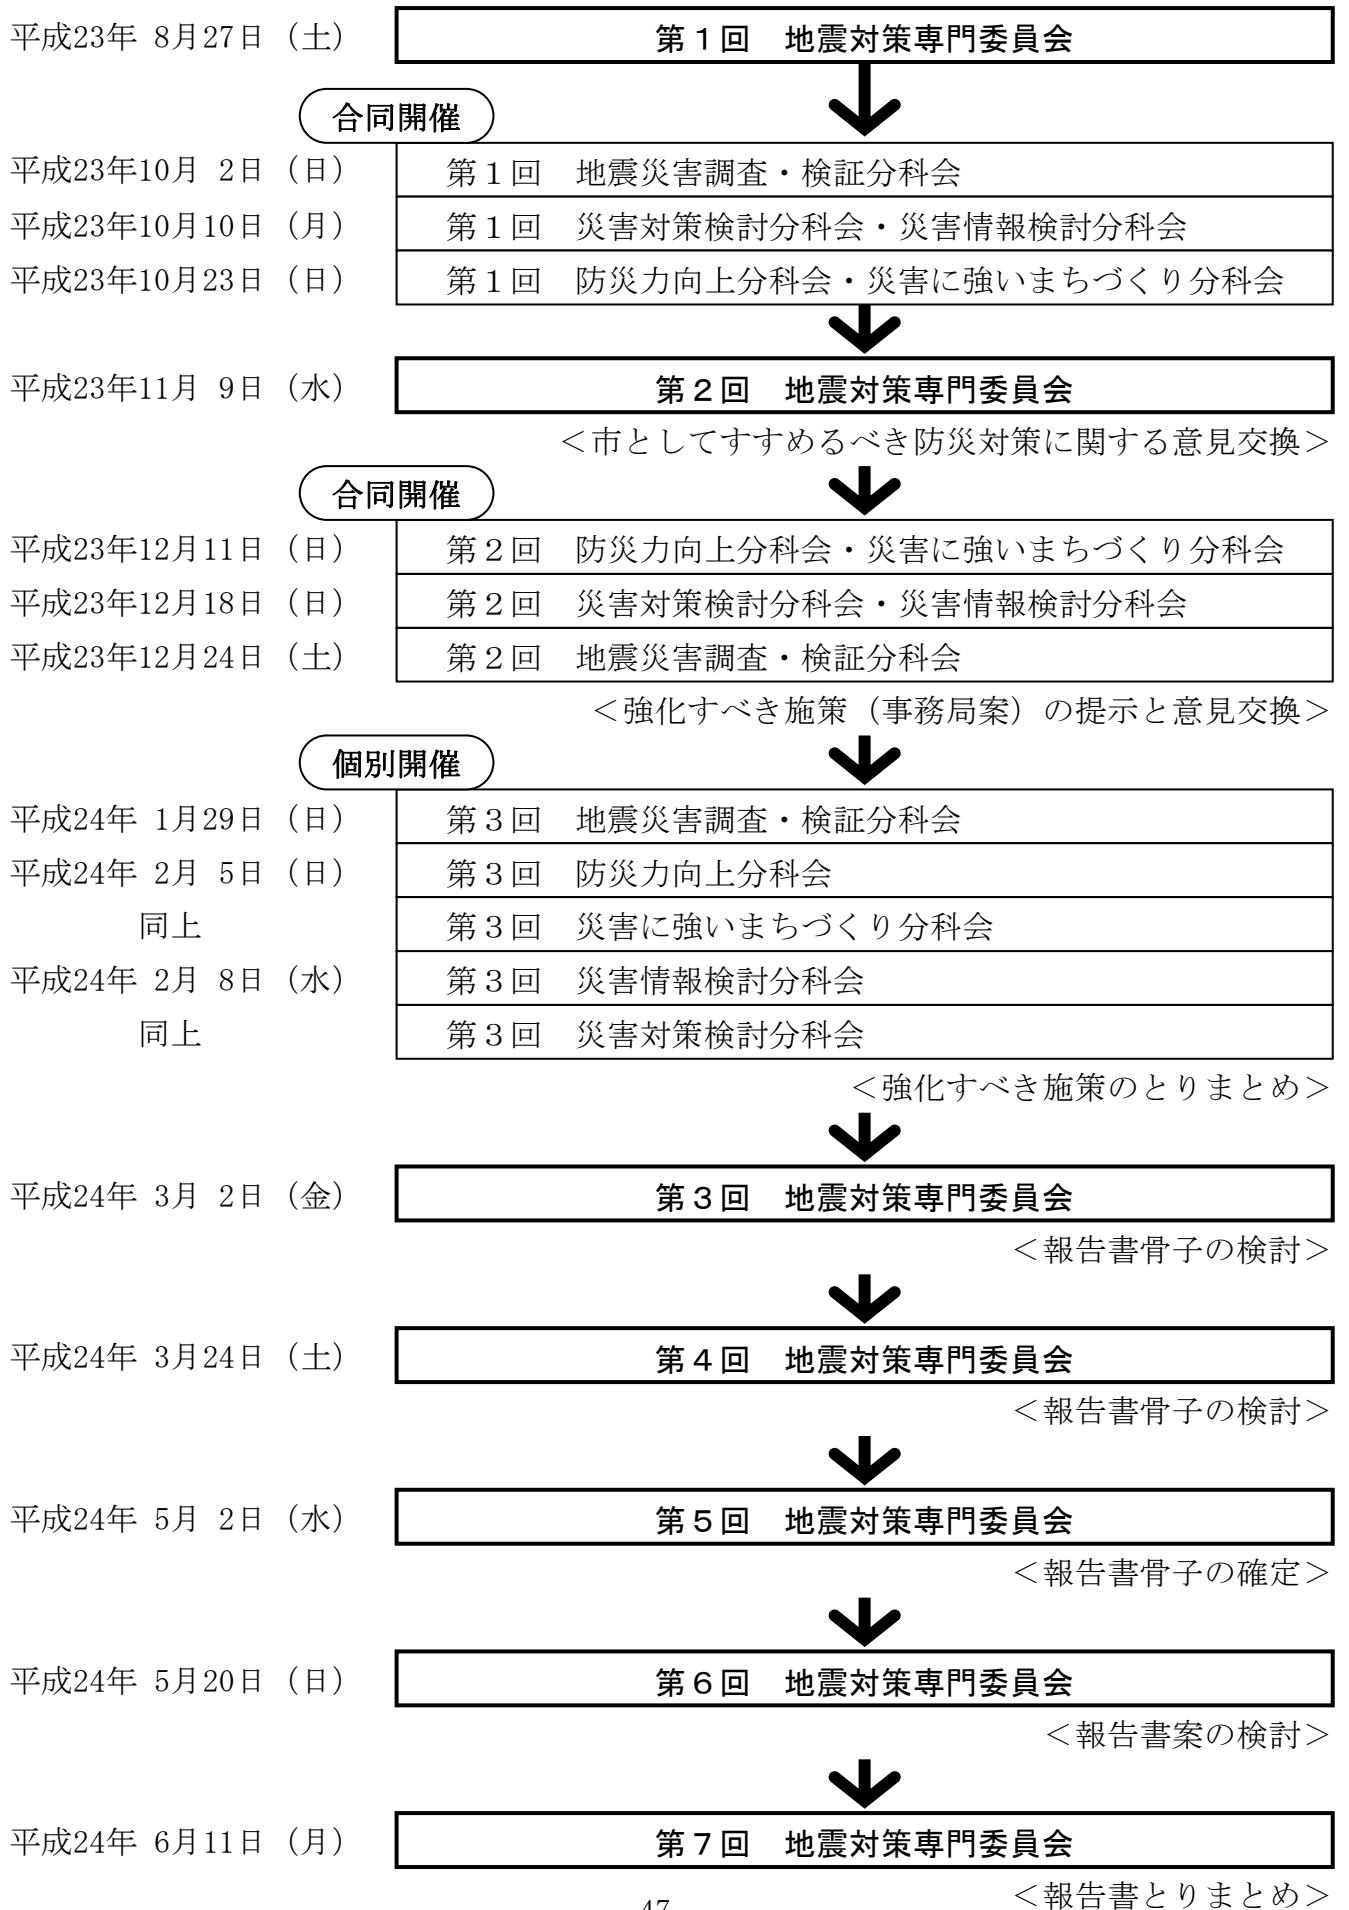 平成23年 8月27日（土） 第１回　地震対策専門委員会
合同開催
平成23年10月 2日（日） 第１回　地震災害調査・検証分科会
平成23年10月10日（月） 第１回　災害対策検討分科会・災害情報検討分科会
平成23年10月23日（日） 第１回　防災力向上分科会・災害に強いまちづくり分科会
平成23年11月 9日（水） 第２回　地震対策専門委員会
＜市としてすすめるべき防災対策に関する意見交換＞
合同開催
平成23年12月11日（日） 第２回　防災力向上分科会・災害に強いまちづくり分科会
平成23年12月18日（日） 第２回　災害対策検討分科会・災害情報検討分科会
平成23年12月24日（土） 第２回　地震災害調査・検証分科会
＜強化すべき施策（事務局案）の提示と意見交換＞
個別開催
平成24年 1月29日（日） 第３回　地震災害調査・検証分科会
平成24年 2月 5日（日） 第３回　防災力向上分科会
同上 第３回　災害に強いまちづくり分科会
平成24年 2月 8日（水） 第３回　災害情報検討分科会
同上 第３回　災害対策検討分科会
＜強化すべき施策のとりまとめ＞
平成24年 3月 2日（金） 第３回　地震対策専門委員会
＜報告書骨子の検討＞
平成24年 3月24日（土） 第４回　地震対策専門委員会
＜報告書骨子の検討＞
平成24年 5月 2日（水） 第５回　地震対策専門委員会
＜報告書骨子の確定＞
平成24年 5月20日（日） 第６回　地震対策専門委員会
＜報告書案の検討＞
平成24年 6月11日（月） 第７回　地震対策専門委員会
＜報告書とりまとめ＞
47